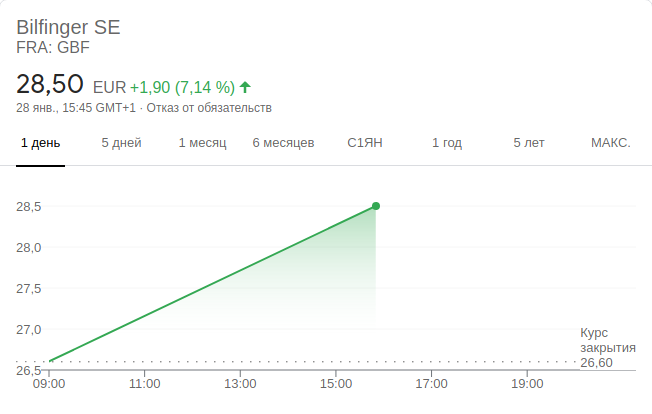 Bilfinger SE
FRA: GBF
28,50 EUR +1,90 (7,14 %)
28 янв., 15:45 GMT+1 · Отказ от обязательств
1 день 5 дней 1 месяц 6 месяцев С1ЯН 1 год 5 лет МАКС.
28,5
28,0
27,5
27,0
Курс
закрытия
26,60
26,5
09:00 11:00 13:00 15:00 17:00 19:00